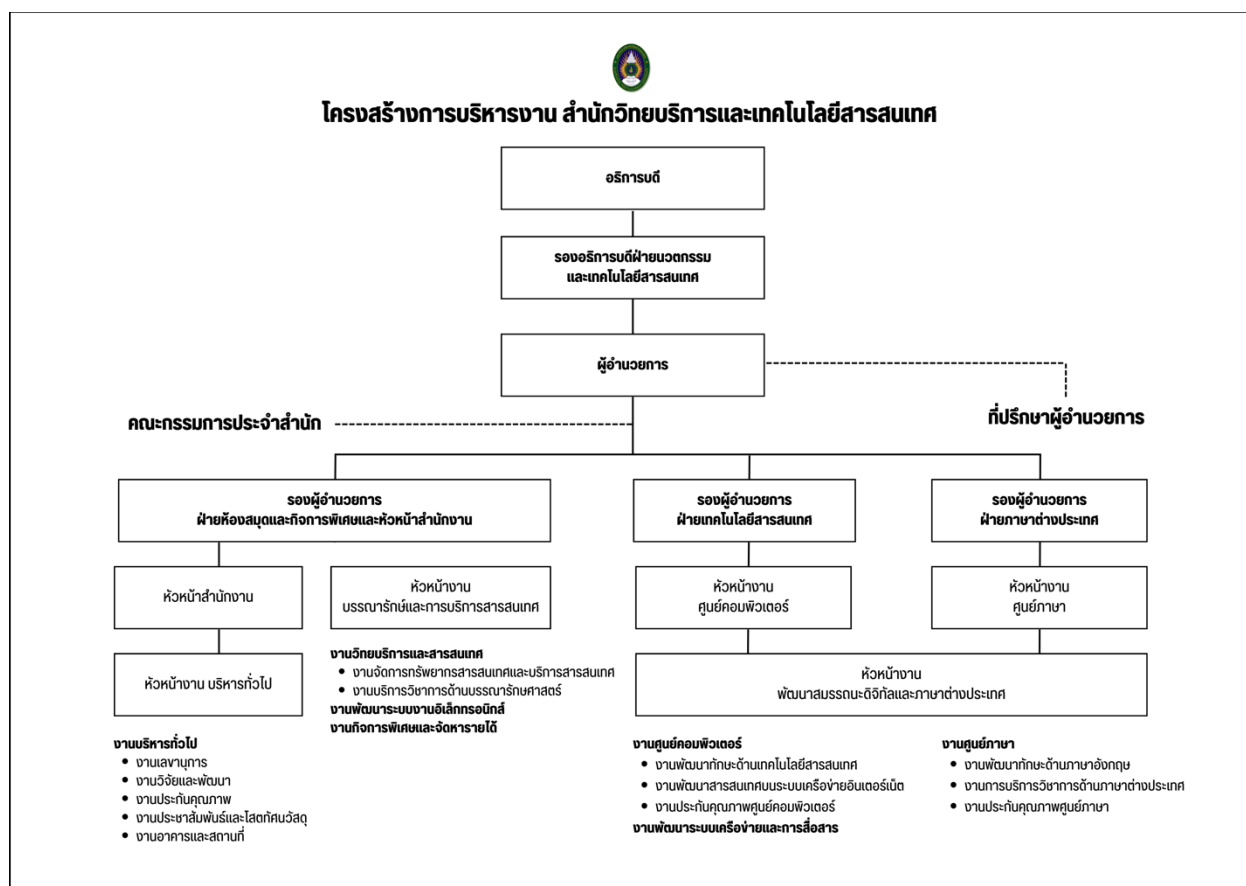 โครงสร้างการบริหารงาน สำนักวิทยบริการและเทคโนโลยีสารสนเทศ
อธิการบดี
รองอธิการบดีฝ่ายนวตกรรม
และเทคโนโลยีสารสนเทศ
ผู้อำนวยการ
คณะกรรมการประจำสำนัก
ที่ปรึกษาผู้อำนวยการ
รองผู้อำนวยการ
ฝ่ายห้องสมุดและกิจการพิเศษและหัวหน้าสำนักงาน
รองผู้อำนวยการ
ฝ่ายเทคโนโลยีสารสนเทศ
รองผู้อำนวยการ
ฝ่ายภาษาต่างประเทศ
หัวหน้าสำนักงาน
หัวหน้างาน
บรรณารักษ์และการบริการสารสนเทศ
หัวหน้างาน
ศูนย์คอมพิวเตอร์
หัวหน้างาน
ศูนย์ภาษา
หัวหน้างาน บริหารทั่วไป
งานวิทยบริการและสารสนเทศ
• งานจัดการทรัพยากรสารสนเทศและบริการสารสนเทศ
• งานบริการวิชาการด้านบรรณารักษศาสตร์
งานพัฒนาระบบงานอิเล็กทรอนิกส์
งานกิจการพิเศษและจัดหารายได้
หัวหน้างาน
พัฒนาสมรรถนะดิจิทัลและภาษาต่างประเทศ
งานบริหารทั่วไป
• งานเลขานุการ
• งานวิจัยและพัฒนา
• งานประกันคุณภาพ
• งานประชาสัมพันธ์และโสตทัศนวัสดุ
• งานอาคารและสถานที่
งานศูนย์คอมพิวเตอร์
• งานพัฒนาทักษะด้านเทคโนโลยีสารสนเทศ
• งานพัฒนาสารสนเทศบนระบบเครือข่ายอินเตอร์เน็ต
• งานประกันคุณภาพศูนย์คอมพิวเตอร์
งานพัฒนาระบบเครือข่ายและการสื่อสาร
งานศูนย์ภาษา
• งานพัฒนาทักษะด้านภาษาอังกฤษ
• งานการบริการวิชาการด้านภาษาต่างประเทศ
• งานประกันคุณภาพศูนย์ภาษา